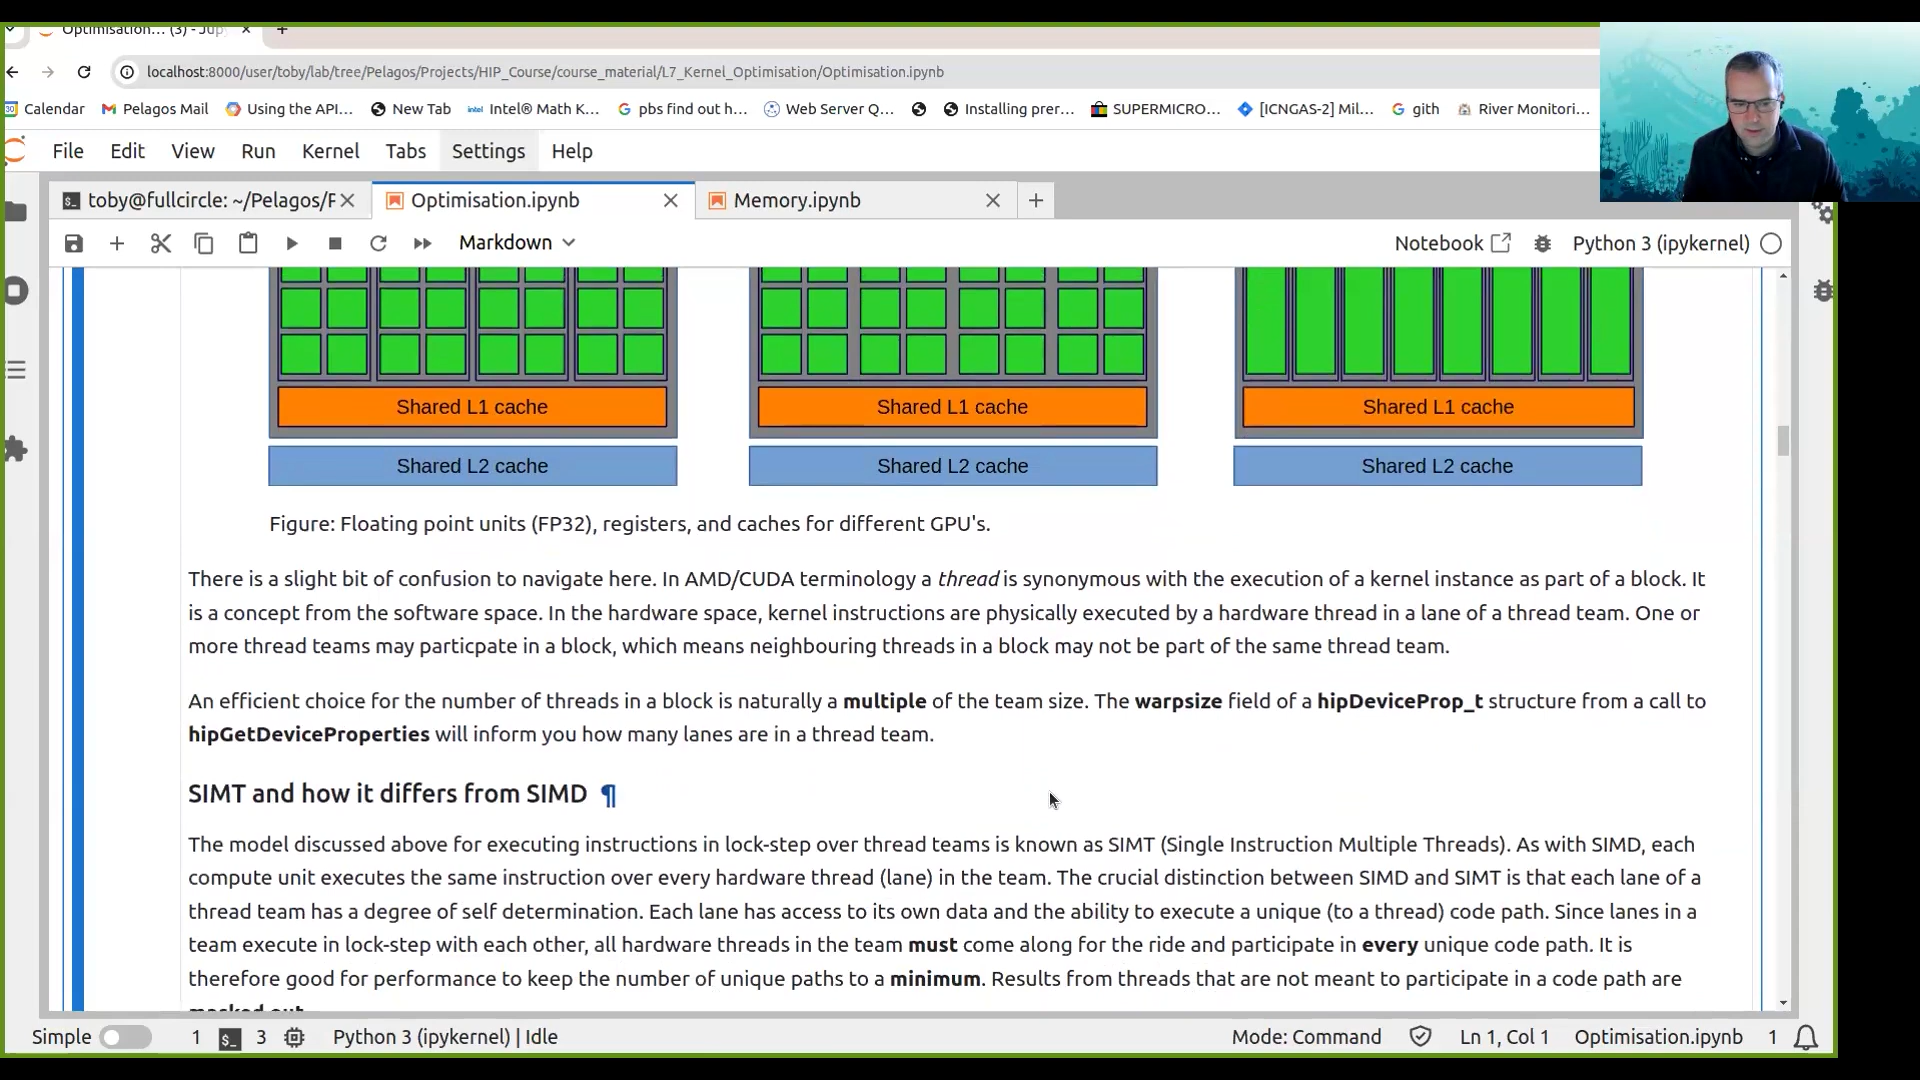 Optimisation... (3) - Jup
localhost:8000/user/toby/lab/tree/Pelagos/Projects/HIP_Course/course_material/L7_Kernel_Optimisation/Optimisation.ipynb
Calendar Pelagos Mail Using the API... New Tab Intel® Math K... pbs find out h... Web Server Q... Installing prer... SUPERMICRO... [ICNGAS-2] Mil... gith River Monitori...
File Edit View Run Kernel Tabs Settings Help
toby@fullcircle: ~/Pelagos/P Optimisation.ipynb Memory.ipynb
Markdown Notebook Python 3 (ipykernel)
Shared L1 cache Shared L1 cache Shared L1 cache
Shared L2 cache Shared L2 cache Shared L2 cache
Figure: Floating point units (FP32), registers, and caches for different GPU's.
There is a slight bit of confusion to navigate here. In AMD/CUDA terminology a thread is synonymous with the execution of a kernel instance as part of a block. It
is a concept from the software space. In the hardware space, kernel instructions are physically executed by a hardware thread in a lane of a thread team. One or
more thread teams may particpate in a block, which means neighbouring threads in a block may not be part of the same thread team.
An efficient choice for the number of threads in a block is naturally a multiple of the team size. The warpsize field of a hipDeviceProp_t structure from a call to
hipGetDeviceProperties will inform you how many lanes are in a thread team.
SIMT and how it differs from SIMD ¶
The model discussed above for executing instructions in lock-step over thread teams is known as SIMT (Single Instruction Multiple Threads). As with SIMD, each
compute unit executes the same instruction over every hardware thread (lane) in the team. The crucial distinction between SIMD and SIMT is that each lane of a
thread team has a degree of self determination. Each lane has access to its own data and the ability to execute a unique (to a thread) code path. Since lanes in a
team execute in lock-step with each other, all hardware threads in the team must come along for the ride and participate in every unique code path. It is
therefore good for performance to keep the number of unique paths to a minimum. Results from threads that are not meant to participate in a code path are
masked out.
Simple 1 3 Python 3 (ipykernel) | Idle Mode: Command Ln 1, Col 1 Optimisation.ipynb 1